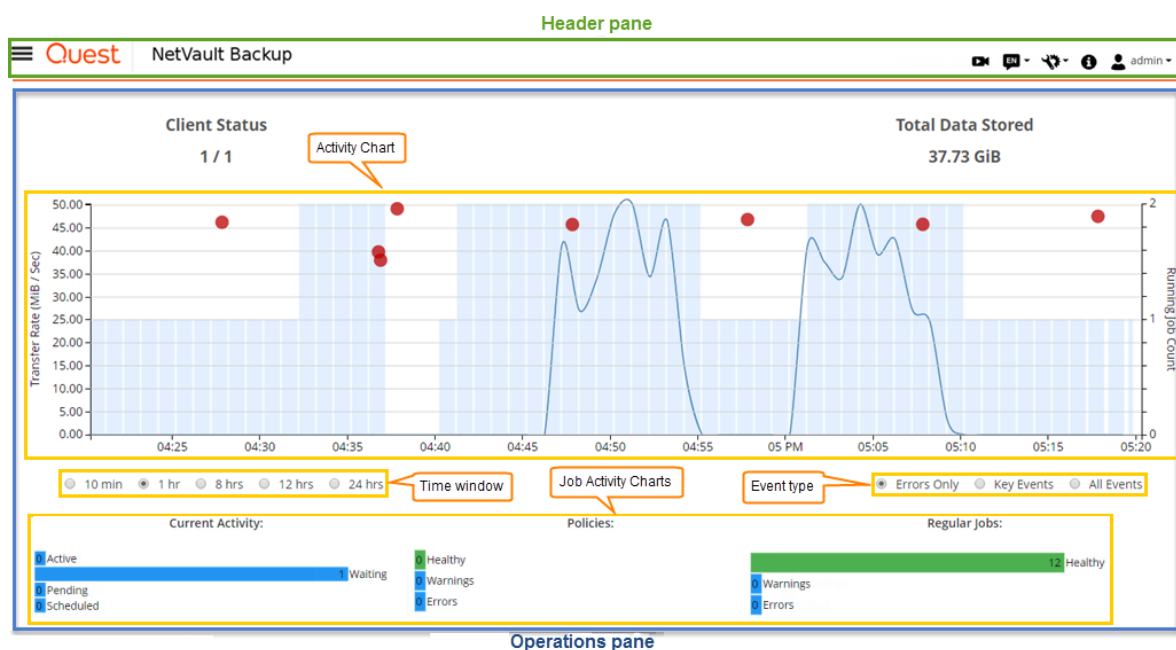 Header pane
Quest NetVault Backup
EN
admin
Client Status
Total Data Stored
1 / 1
37.73 GiB
Activity Chart
Transfer Rate (MiB / Sec)
50.00
45.00
40.00
35.00
30.00
25.00
20.00
15.00
10.00
5.00
0.00
2
1
0
Running Job Count
04:25 04:30 04:35 04:40 04:45 04:50 04:55 05 PM 05:05 05:10 05:15 05:20
10 min 1 hr 8 hrs 12 hrs 24 hrs
Time window
Job Activity Charts
Event type
Errors Only Key Events All Events
Current Activity:
0 Active
1 Waiting
0 Pending
0 Scheduled
Policies:
0 Healthy
0 Warnings
0 Errors
Regular Jobs:
12 Healthy
0 Warnings
0 Errors
Operations pane